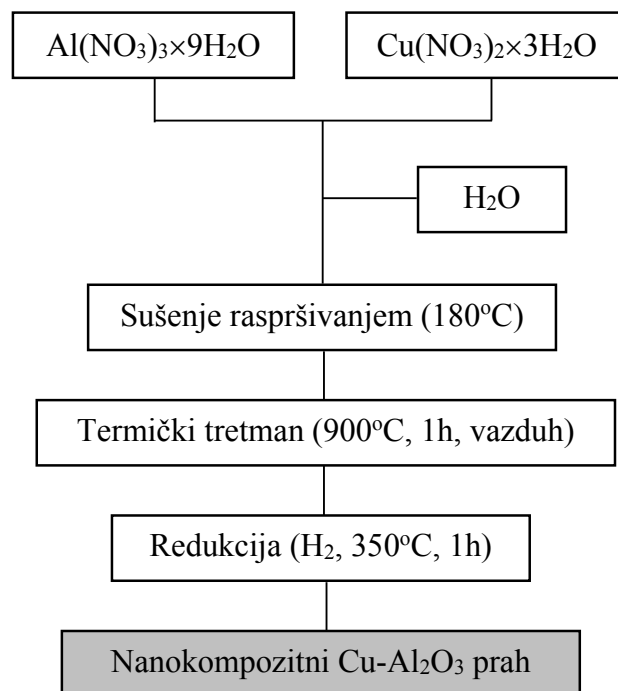 Al(NO₃)₃×9H₂O
Cu(NO₃)₂×3H₂O
H₂O
Sušenje raspršivanjem (180°C)
Termički tretman (900°C, 1h, vazduh)
Redukcija (H₂, 350°C, 1h)
Nanokompozitni Cu-Al₂O₃ prah